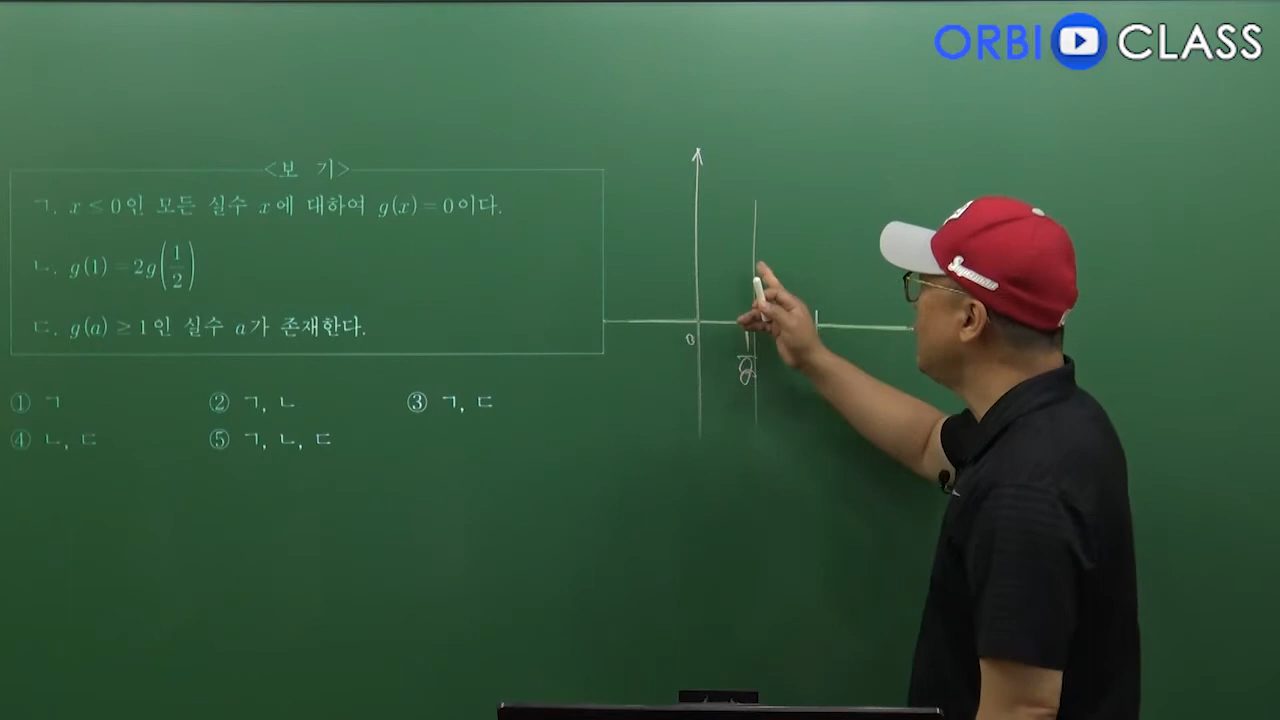 ORBI CLASS
<보 기>
ㄱ. x ≤ 0인 모든 실수 x에 대하여 g(x) = 0이다.
ㄴ. g(1) = 2g(1/2)
ㄷ. g(a) ≥ 1인 실수 a가 존재한다.
① ㄱ ② ㄱ, ㄴ ③ ㄱ, ㄷ
④ ㄴ, ㄷ ⑤ ㄱ, ㄴ, ㄷ
0
1/2